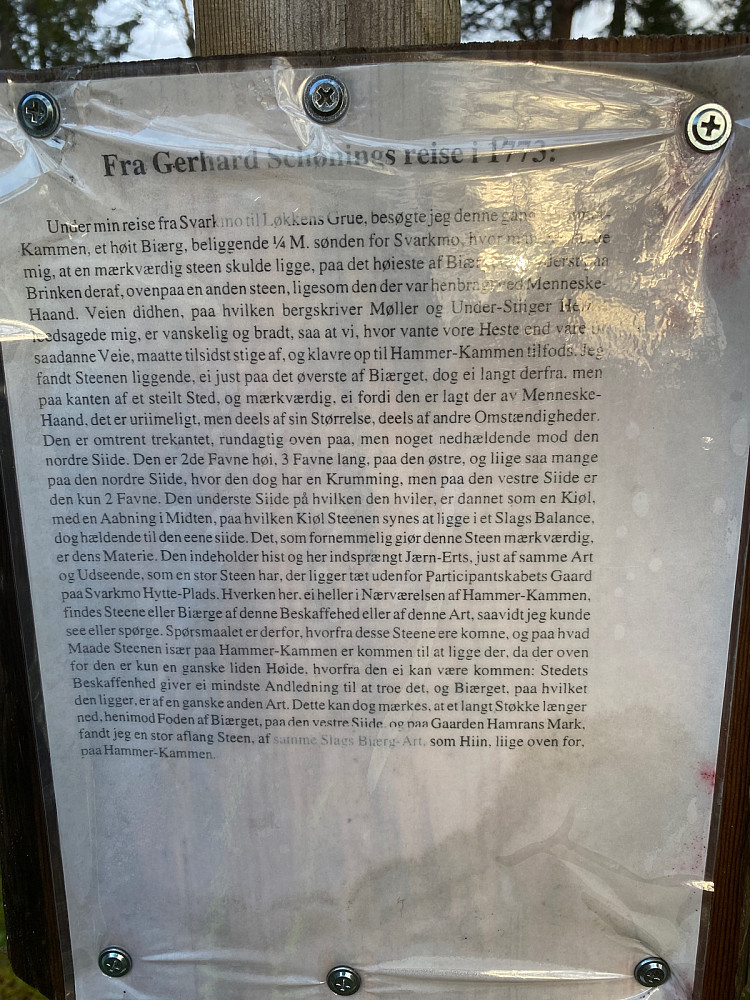 Fra Gerhard Schønings reise i 1773:
Under min reise fra Svarkmo til Løkkens Grue, besøgte jeg denne gang
Kammen, et høit Biærg, beliggende ¼ M. sønden for Svarkmo, hvor
mig, at en mærkværdig steen skulde ligge, paa det høieste af
Brinken deraf, ovenpaa en anden steen, ligesom den der var henbragt ved Menneske-
Haand. Veien didhen, paa hvilken bergskriver Møller og Under-Stiger
ledsagede mig, er vanskelig og bradt, saa at vi, hvor vante vore Heste end vare
saadanne Veie, maatte tilsidst stige af, og klavre op til Hammer-Kammen tilfods. Jeg
fandt Steenen liggende, ei just paa det øverste af Biærget, dog ei langt derfra, men
paa kanten af et steilt Sted, og mærkværdig, ei fordi den er lagt der av Menneske-
Haand, det er uriimeligt, men deels af sin Størrelse, deels af andre Omstændigheder.
Den er omtrent trekantet, rundagtig oven paa, men noget nedhældende mod den
nordre Siide. Den er 2de Favne høi, 3 Favne lang, paa den østre, og liige saa mange
paa den nordre Siide, hvor den dog har en Krumming, men paa den vestre Siide er
den kun 2 Favne. Den underste Siide på hvilken den hviler, er dannet som en Kiøl,
med en Aabning i Midten, paa hvilken Kiøl Steenen synes at ligge i et Slags Balance,
dog hældende til den eene siide. Det, som fornemmelig giør denne Steen mærkværdig,
er dens Materie. Den indeholder hist og her indsprængt Jærn-Erts, just af samme Art
og Udseende, som en stor Steen har, der ligger tæt udenfor Participantskabets Gaard
paa Svarkmo Hytte-Plads. Hverken her, ei heller i Nærværelsen af Hammer-Kammen,
findes Steene eller Biærge af denne Beskaffehed eller af denne Art, saavidt jeg kunde
see eller spørge. Spørsmaalet er derfor, hvorfra desse Steene ere komne, og paa hvad
Maade Steenen især paa Hammer-Kammen er kommen til at ligge der, da der oven
for den er kun en ganske liden Høide, hvorfra den ei kan være kommen: Stedets
Beskaffenhed giver ei mindste Andledning til at troe det, og Biærget, paa hvilket
den ligger, er af en ganske anden Art. Dette kan dog mærkes, at et langt Støkke længer
ned, henimod Foden af Biærget, paa den vestre Siide, og paa Gaarden Hamrans Mark,
fandt jeg en stor aflang Steen, af samme Slags Biærg-Art, som Hiin, liige oven for,
paa Hammer-Kammen.